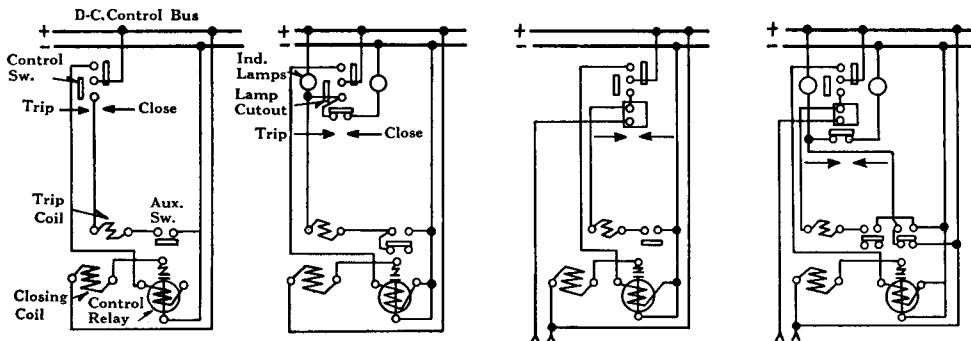 D-C. Control Bus
+
-
Control
Sw.
Trip
Close
Trip
Coil
Aux.
Sw.
Closing
Coil
Control
Relay
+
-
Ind.
Lamps
Lamp
Cutout
Trip
Close
+
-
+
-